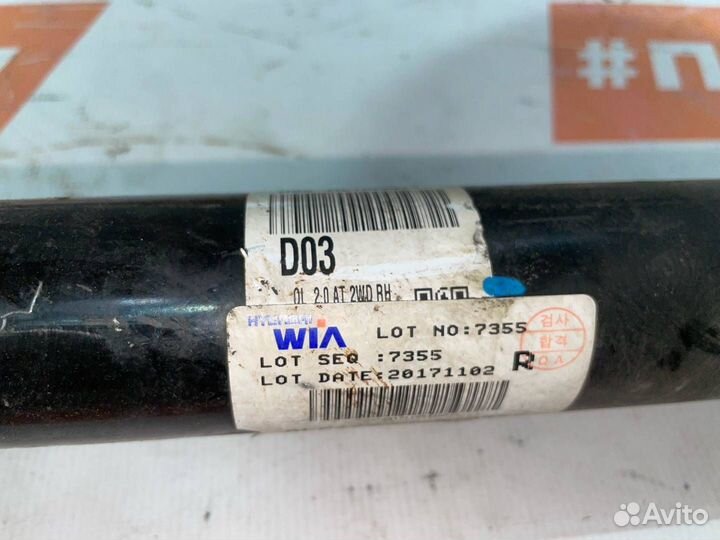 #П
D03
2.0 AT 2WD RH
HYUNDAI
WIA
LOT NO:7355
LOT SEQ :7355
LOT DATE:20171102
R
검사
합격
Q.A
Avito